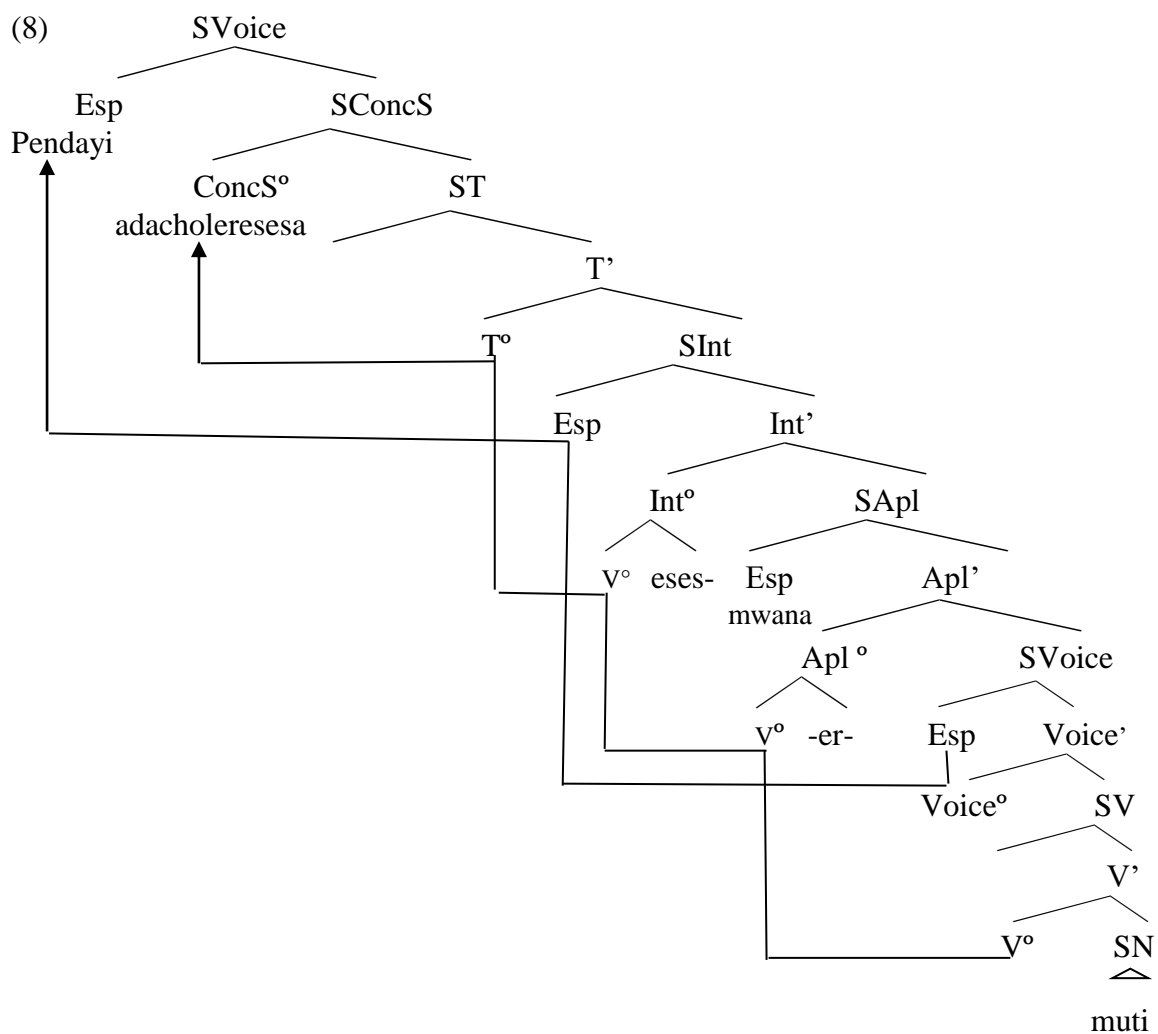 (8) SVoice
Esp SConcS
Pendayi
ConcSº ST
adacholeresesa
T’
Tº SInt
Esp Int’
Intº SApl
V° eses- Esp Apl’
mwana
Apl º SVoice
Vº -er- Esp Voice’
Voiceº SV
V’
Vº SN
muti